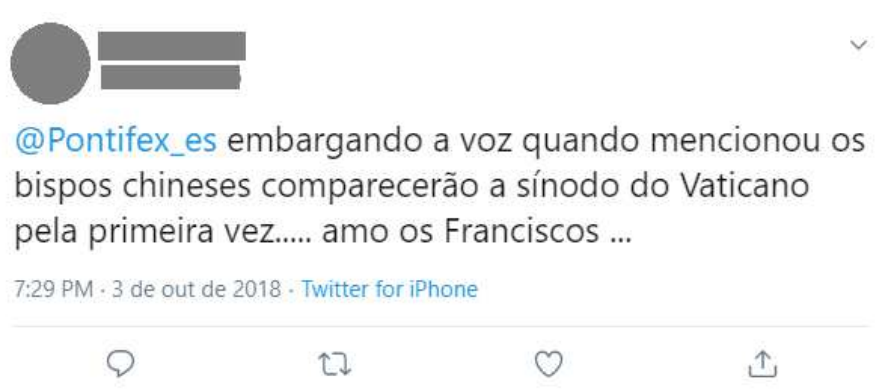 @Pontifex_es embargando a voz quando mencionou os
bispos chineses comparecerão a sínodo do Vaticano
pela primeira vez..... amo os Franciscos ...
7:29 PM · 3 de out de 2018 · Twitter for iPhone